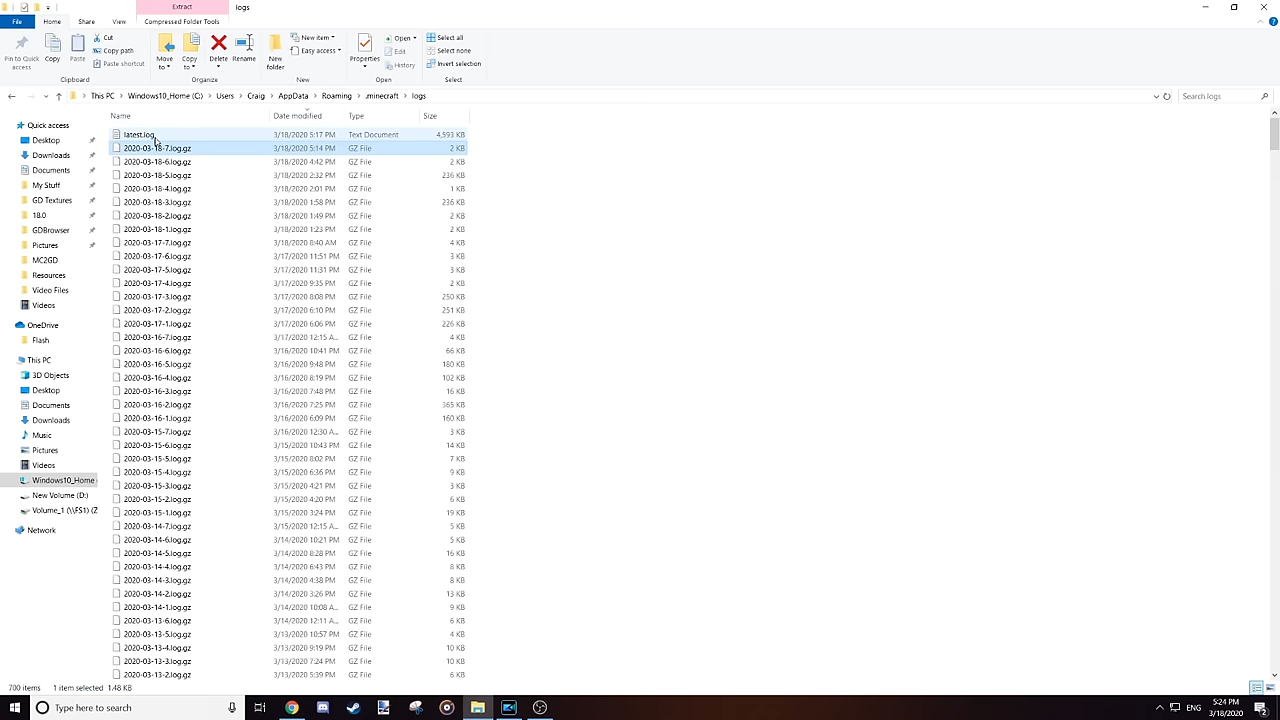 Extract
logs
File
Home
Share
View
Compressed Folder Tools
Pin to Quick access
Copy
Paste
Cut
Copy path
Paste shortcut
Clipboard
Move to
Copy to
Delete
Rename
Organize
New folder
New item
Easy access
New
Properties
Open
Edit
History
Open
Select all
Select none
Invert selection
Select
This PC > Windows10_Home (C:) > Users > Craig > AppData > Roaming > .minecraft > logs
Search logs
Quick access
Desktop
Downloads
Documents
My Stuff
GD Textures
18.0
GDBrowser
Pictures
MC2GD
Resources
Video Files
Videos
OneDrive
Flash
This PC
3D Objects
Desktop
Documents
Downloads
Music
Pictures
Videos
Windows10_Home
New Volume (D:)
Volume_1 (\\FS1) (Z
Network
Name Date modified Type Size
latest.log 3/18/2020 5:17 PM Text Document 4,593 KB
2020-03-18-7.log.gz 3/18/2020 5:14 PM GZ File 2 KB
2020-03-18-6.log.gz 3/18/2020 4:42 PM GZ File 2 KB
2020-03-18-5.log.gz 3/18/2020 2:32 PM GZ File 236 KB
2020-03-18-4.log.gz 3/18/2020 2:01 PM GZ File 1 KB
2020-03-18-3.log.gz 3/18/2020 1:58 PM GZ File 236 KB
2020-03-18-2.log.gz 3/18/2020 1:49 PM GZ File 2 KB
2020-03-18-1.log.gz 3/18/2020 1:23 PM GZ File 2 KB
2020-03-17-7.log.gz 3/18/2020 8:40 AM GZ File 4 KB
2020-03-17-6.log.gz 3/17/2020 11:51 PM GZ File 3 KB
2020-03-17-5.log.gz 3/17/2020 11:31 PM GZ File 3 KB
2020-03-17-4.log.gz 3/17/2020 9:35 PM GZ File 2 KB
2020-03-17-3.log.gz 3/17/2020 8:08 PM GZ File 250 KB
2020-03-17-2.log.gz 3/17/2020 6:10 PM GZ File 251 KB
2020-03-17-1.log.gz 3/17/2020 6:06 PM GZ File 226 KB
2020-03-16-7.log.gz 3/17/2020 12:15 A... GZ File 4 KB
2020-03-16-6.log.gz 3/16/2020 10:41 PM GZ File 66 KB
2020-03-16-5.log.gz 3/16/2020 9:48 PM GZ File 180 KB
2020-03-16-4.log.gz 3/16/2020 8:19 PM GZ File 102 KB
2020-03-16-3.log.gz 3/16/2020 7:48 PM GZ File 16 KB
2020-03-16-2.log.gz 3/16/2020 7:25 PM GZ File 365 KB
2020-03-16-1.log.gz 3/16/2020 6:09 PM GZ File 160 KB
2020-03-15-7.log.gz 3/16/2020 12:30 A... GZ File 3 KB
2020-03-15-6.log.gz 3/15/2020 10:43 PM GZ File 14 KB
2020-03-15-5.log.gz 3/15/2020 8:02 PM GZ File 7 KB
2020-03-15-4.log.gz 3/15/2020 6:36 PM GZ File 9 KB
2020-03-15-3.log.gz 3/15/2020 4:21 PM GZ File 3 KB
2020-03-15-2.log.gz 3/15/2020 4:20 PM GZ File 6 KB
2020-03-15-1.log.gz 3/15/2020 3:24 PM GZ File 19 KB
2020-03-14-7.log.gz 3/15/2020 12:15 A... GZ File 5 KB
2020-03-14-6.log.gz 3/14/2020 10:21 PM GZ File 5 KB
2020-03-14-5.log.gz 3/14/2020 8:28 PM GZ File 16 KB
2020-03-14-4.log.gz 3/14/2020 6:43 PM GZ File 8 KB
2020-03-14-3.log.gz 3/14/2020 4:38 PM GZ File 8 KB
2020-03-14-2.log.gz 3/14/2020 3:26 PM GZ File 13 KB
2020-03-14-1.log.gz 3/14/2020 10:08 A... GZ File 9 KB
2020-03-13-6.log.gz 3/14/2020 12:11 A... GZ File 6 KB
2020-03-13-5.log.gz 3/13/2020 10:57 PM GZ File 4 KB
2020-03-13-4.log.gz 3/13/2020 9:19 PM GZ File 10 KB
2020-03-13-3.log.gz 3/13/2020 7:24 PM GZ File 10 KB
2020-03-13-2.log.gz 3/13/2020 5:39 PM GZ File 6 KB
700 items 1 item selected 1.48 KB
Type here to search
ENG
5:24 PM
3/18/2020
2